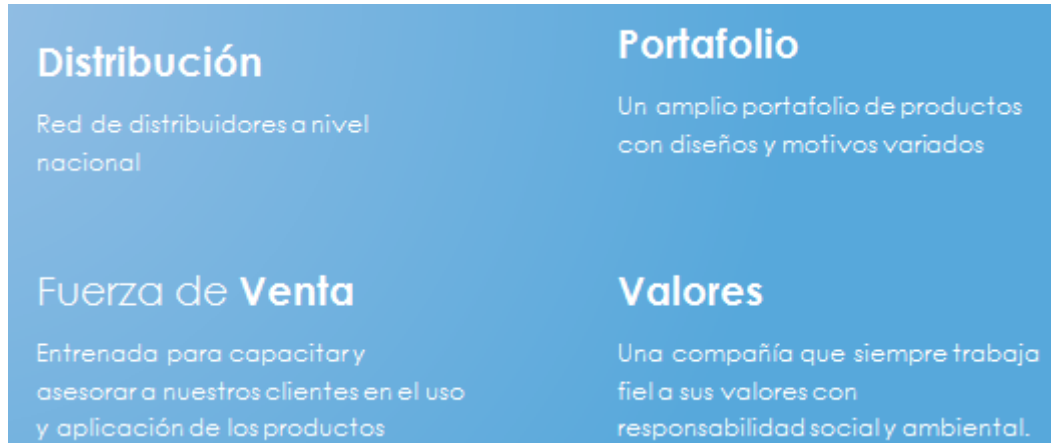 Distribución
Red de distribuidores a nivel
nacional
Portafolio
Un amplio portafolio de productos
con diseños y motivos variados
Fuerza de Venta
Entrenada para capacitar y
asesorar a nuestros clientes en el uso
y aplicación de los productos
Valores
Una compañía que siempre trabaja
fiel a sus valores con
responsabilidad social y ambiental.